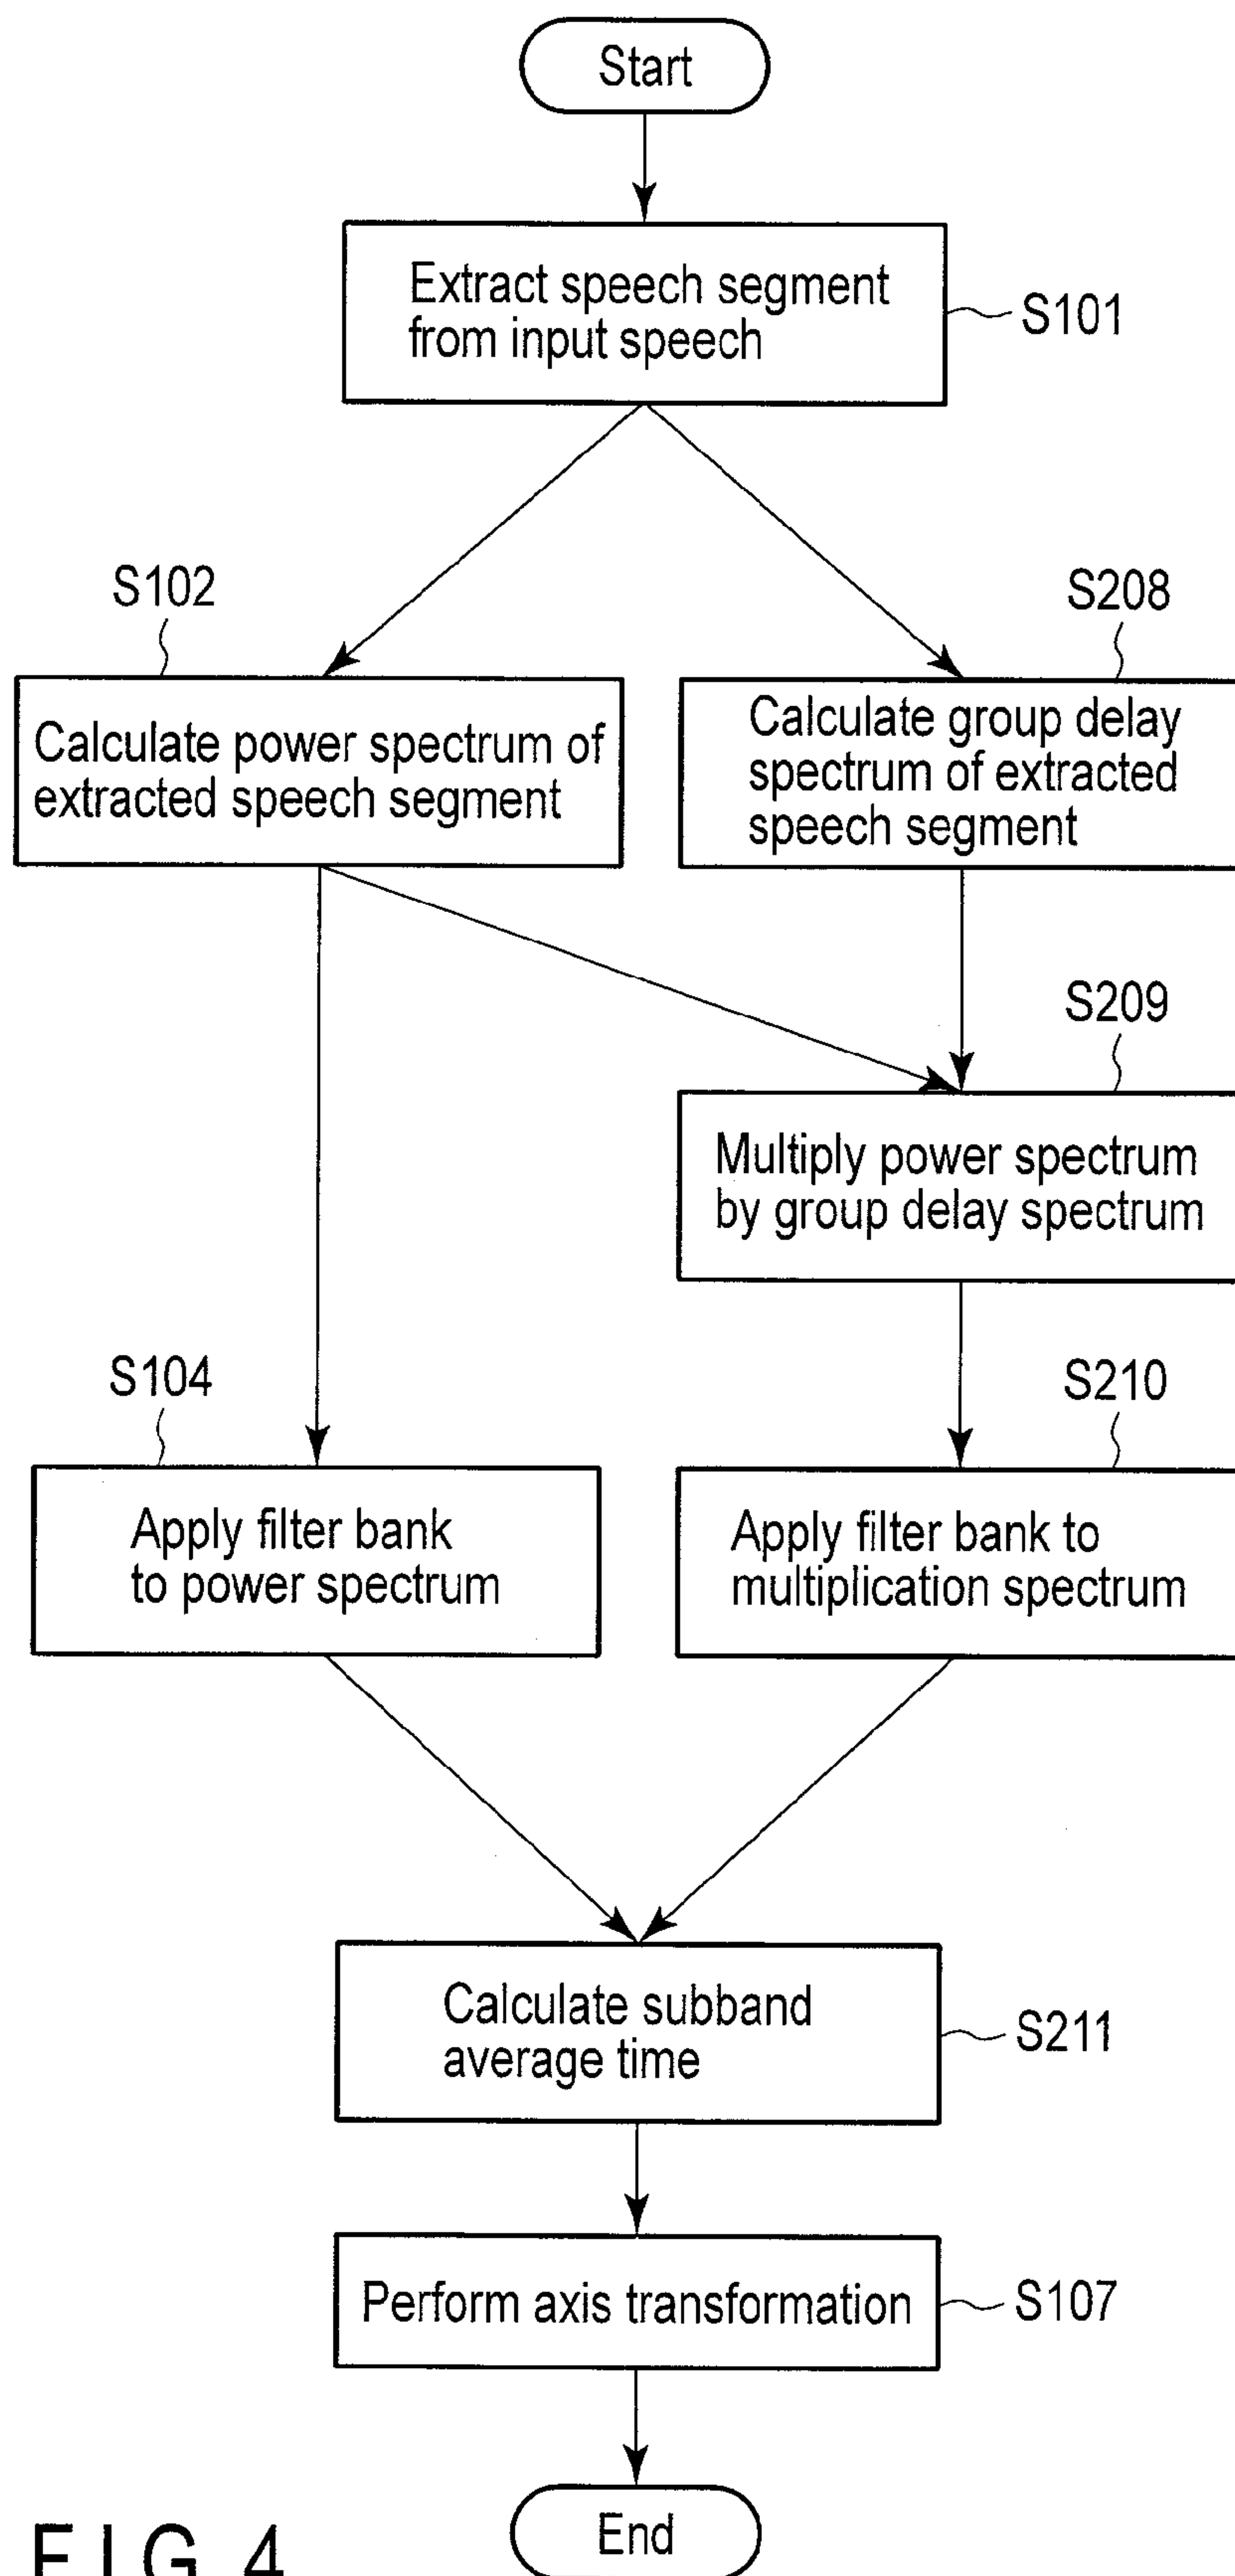 Start
Extract speech segment
from input speech
S101
S102
S208
Calculate power spectrum of
extracted speech segment
Calculate group delay
spectrum of extracted
speech segment
S209
Multiply power spectrum
by group delay spectrum
S104
S210
Apply filter bank
to power spectrum
Apply filter bank to
multiplication spectrum
Calculate subband
average time
S211
Perform axis transformation
S107
End
FIG. 4